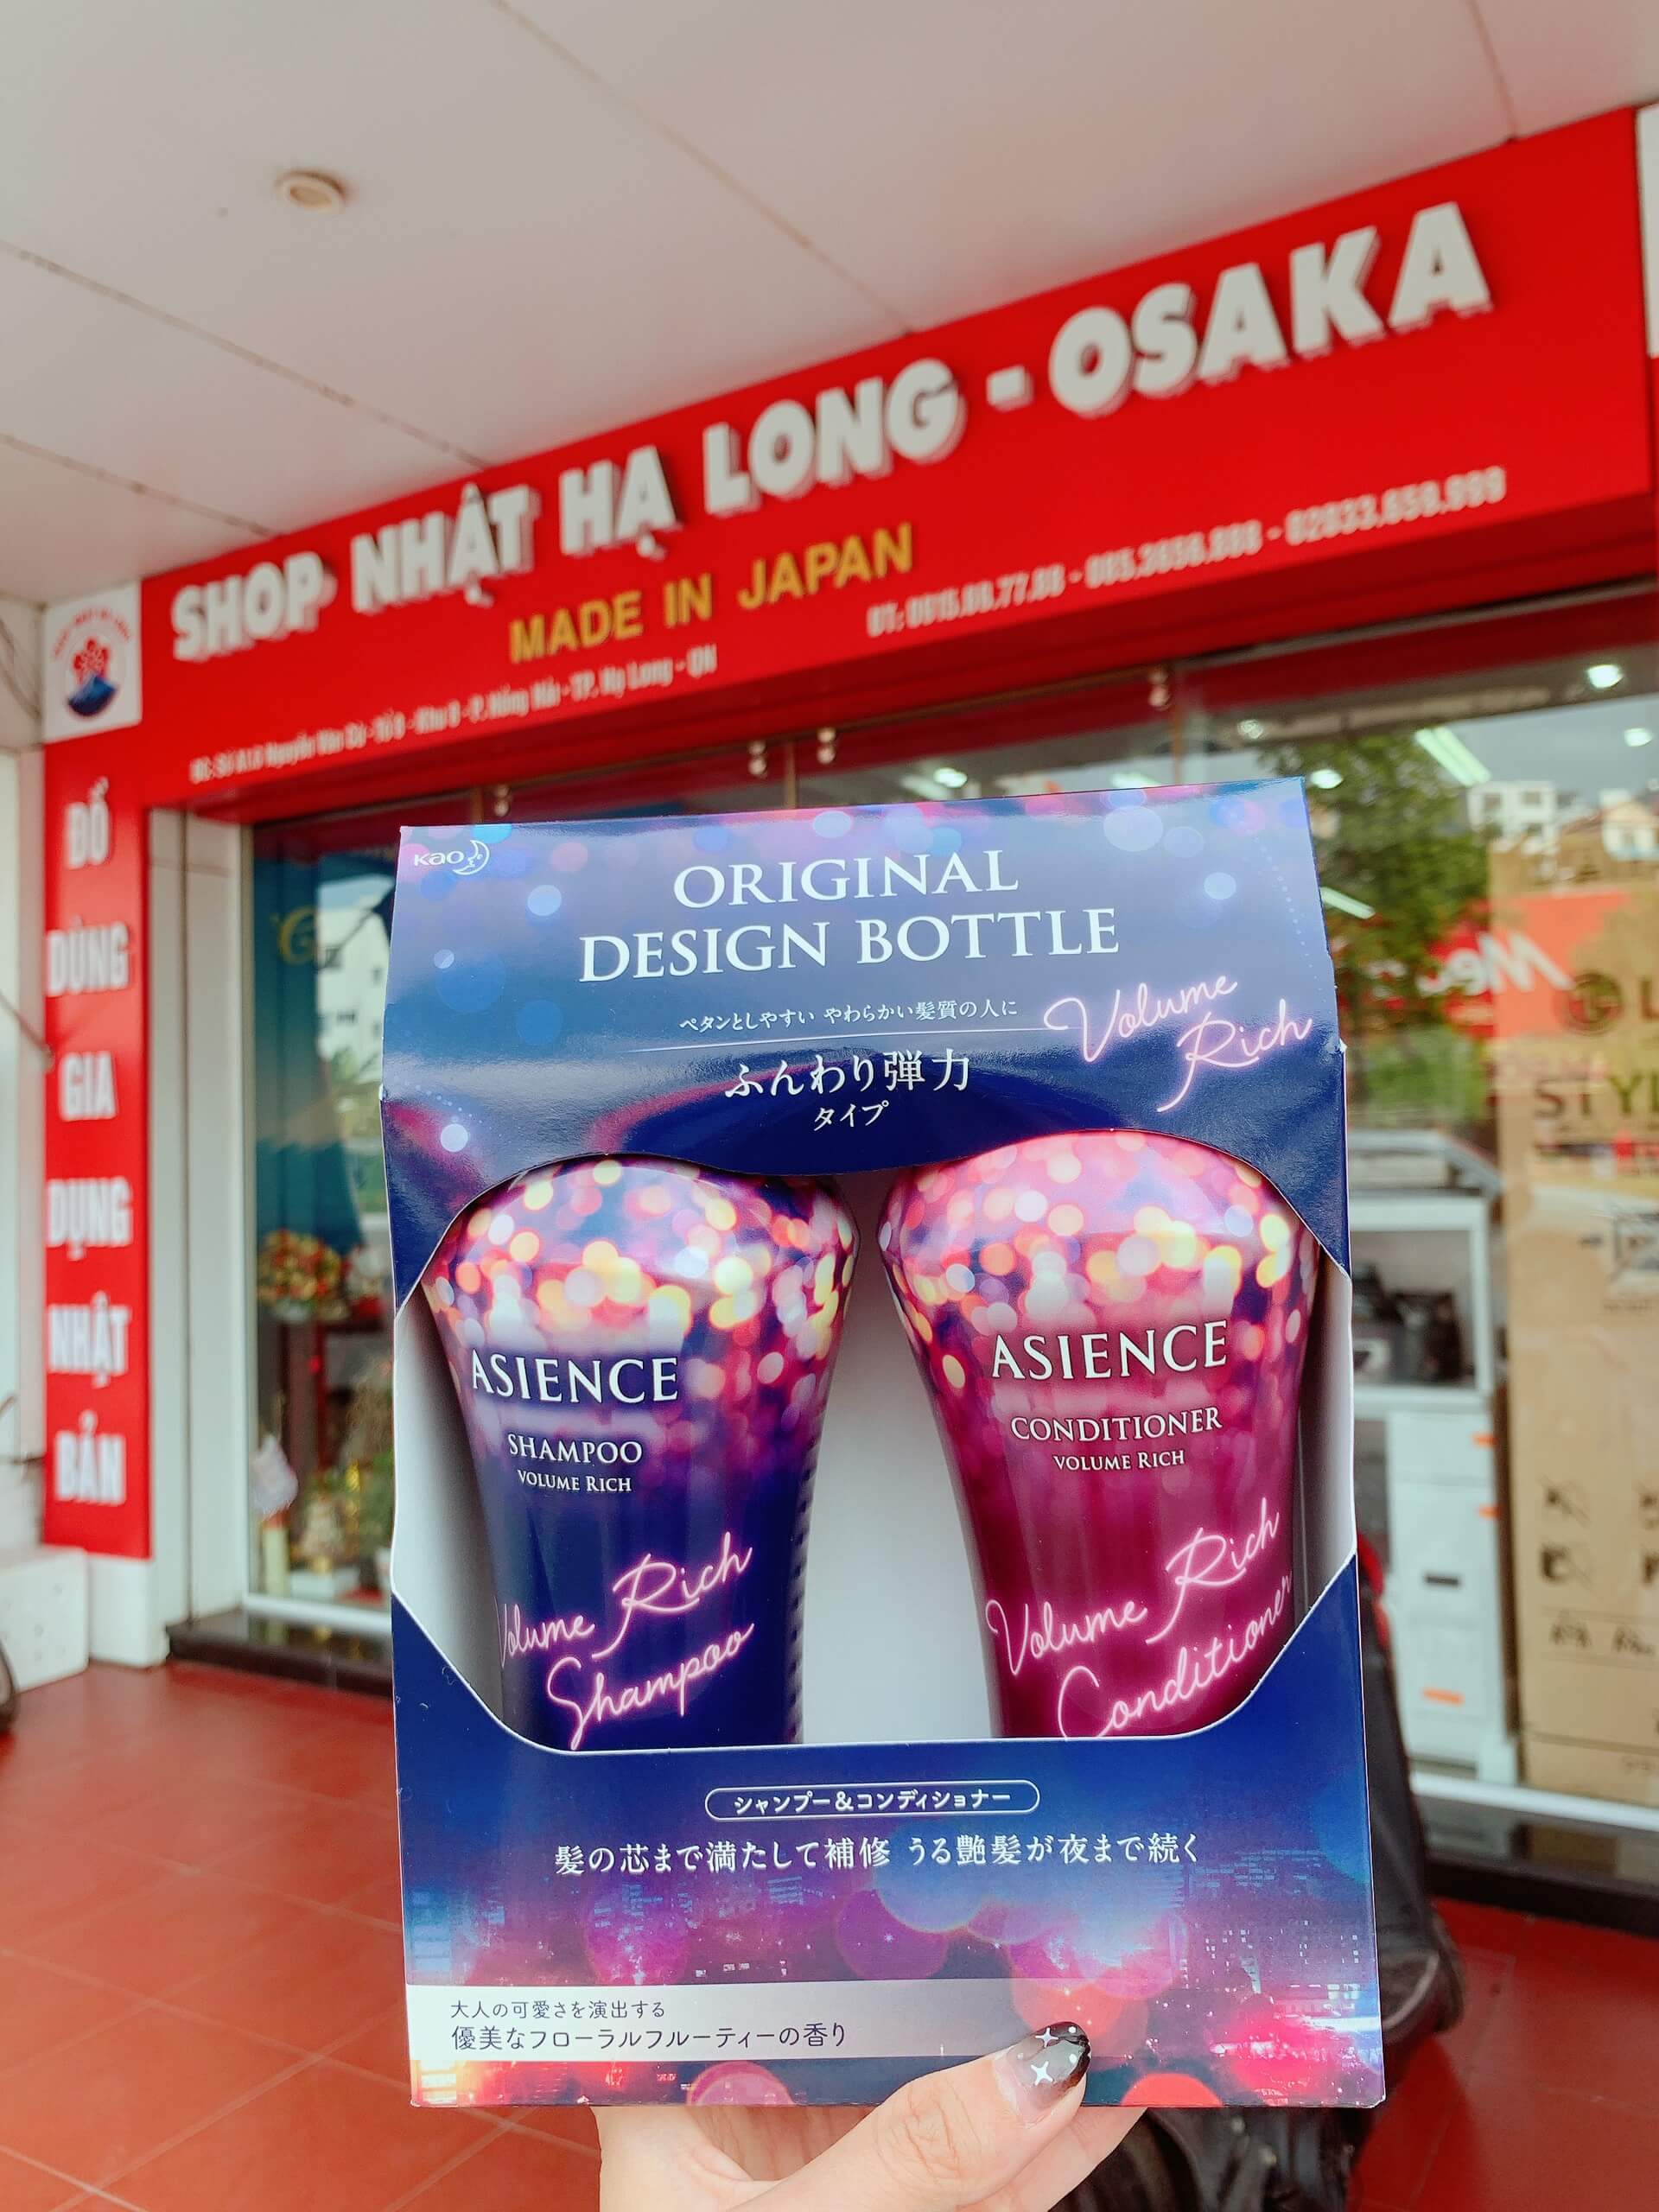 SHOP NHẬT HẠ LONG - OSAKA
MADE IN JAPAN
TP. Hạ Long - QN
ĐỒ
DÙNG
GIA
DỤNG
NHẬT
BẢN
Kao
ORIGINAL
DESIGN BOTTLE
ペタンとしやすい やわらかい髪質の人に
ふんわり弾力
タイプ
Volume
Rich
ASIENCE
SHAMPOO
VOLUME RICH
Volume Rich
Shampoo
ASIENCE
CONDITIONER
VOLUME RICH
Volume Rich
Conditioner
シャンプー&コンディショナー
髪の芯まで満たして補修 うる艶髪が夜まで続く
大人の可愛さを演出する
優美なフローラルフルーティーの香り